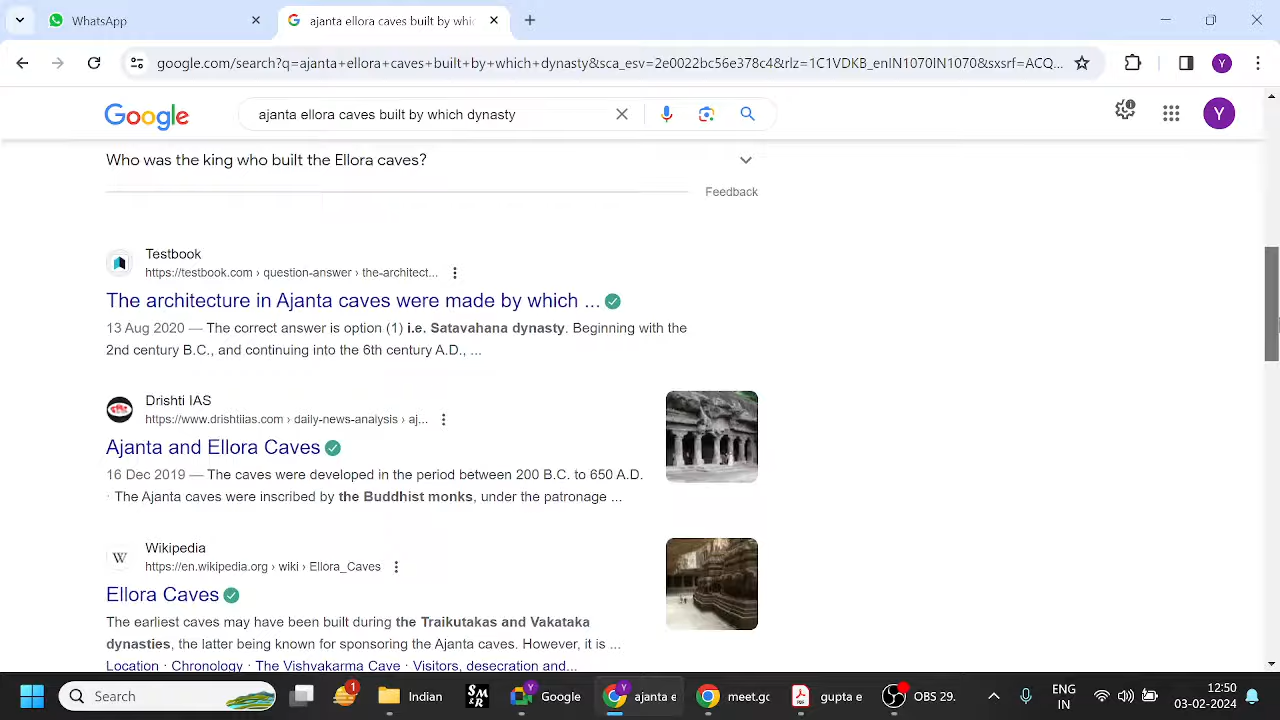 WhatsApp
ajanta ellora caves built by whic
google.com/search?q=ajanta+ellora+caves+built+by+which+dynasty&sca_esv=2e0022bc56e378c4&rlz=1C1VDKB_enIN1070IN1070&sxsrf=ACQ...
Y
Google
ajanta ellora caves built by which dynasty
Y
Who was the king who built the Ellora caves?
Feedback
Testbook
https://testbook.com › question-answer › the-architect...
The architecture in Ajanta caves were made by which ...
13 Aug 2020 — The correct answer is option (1) i.e. Satavahana dynasty. Beginning with the
2nd century B.C., and continuing into the 6th century A.D., ...
Drishti IAS
https://www.drishtiias.com › daily-news-analysis › aj...
Ajanta and Ellora Caves
16 Dec 2019 — The caves were developed in the period between 200 B.C. to 650 A.D.
· The Ajanta caves were inscribed by the Buddhist monks, under the patronage ...
Wikipedia
W
https://en.wikipedia.org › wiki › Ellora_Caves
Ellora Caves
The earliest caves may have been built during the Traikutakas and Vakataka
dynasties, the latter being known for sponsoring the Ajanta caves. However, it is ...
Location · Chronology · The Vishvakarma Cave · Visitors, desecration and...
Search
1
Indian
Y
Google
Y
ajanta e
meet.gc
gupta e
OBS 29
ENG
IN
12:50
03-02-2024